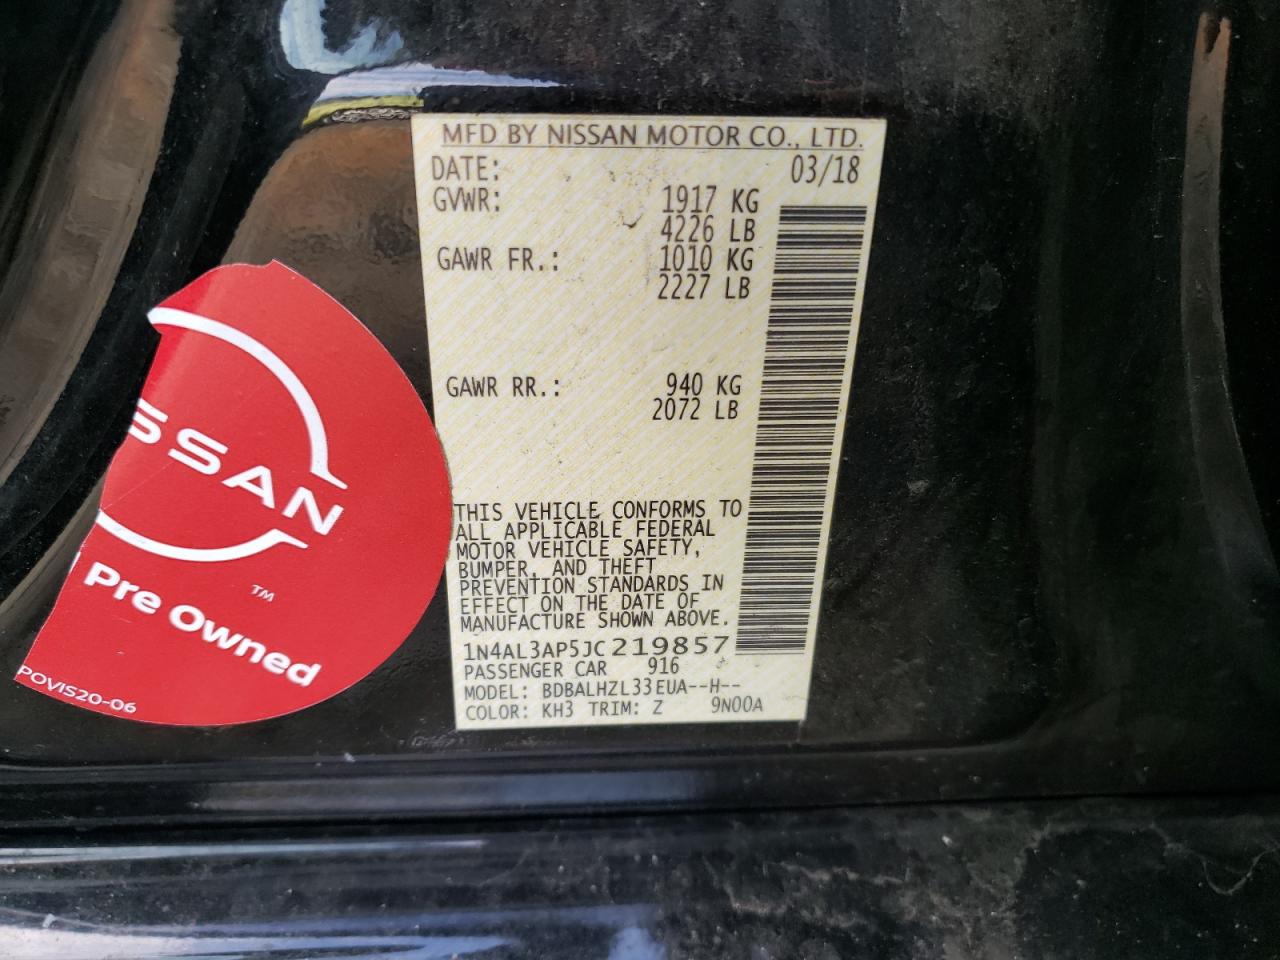 MFD BY NISSAN MOTOR CO., LTD.
DATE: 03/18
GVWR: 1917 KG
4226 LB
GAWR FR.: 1010 KG
2227 LB
GAWR RR.: 940 KG
2072 LB
THIS VEHICLE CONFORMS TO
ALL APPLICABLE FEDERAL
MOTOR VEHICLE SAFETY,
BUMPER, AND THEFT
PREVENTION STANDARDS IN
EFFECT ON THE DATE OF
MANUFACTURE SHOWN ABOVE.
1N4AL3AP5JC219857
PASSENGER CAR 916
MODEL: BDBALHZL33EUA--H--
COLOR: KH3 TRIM: Z 9N00A
SSAN
TM
Pre Owned
POVIS20-06